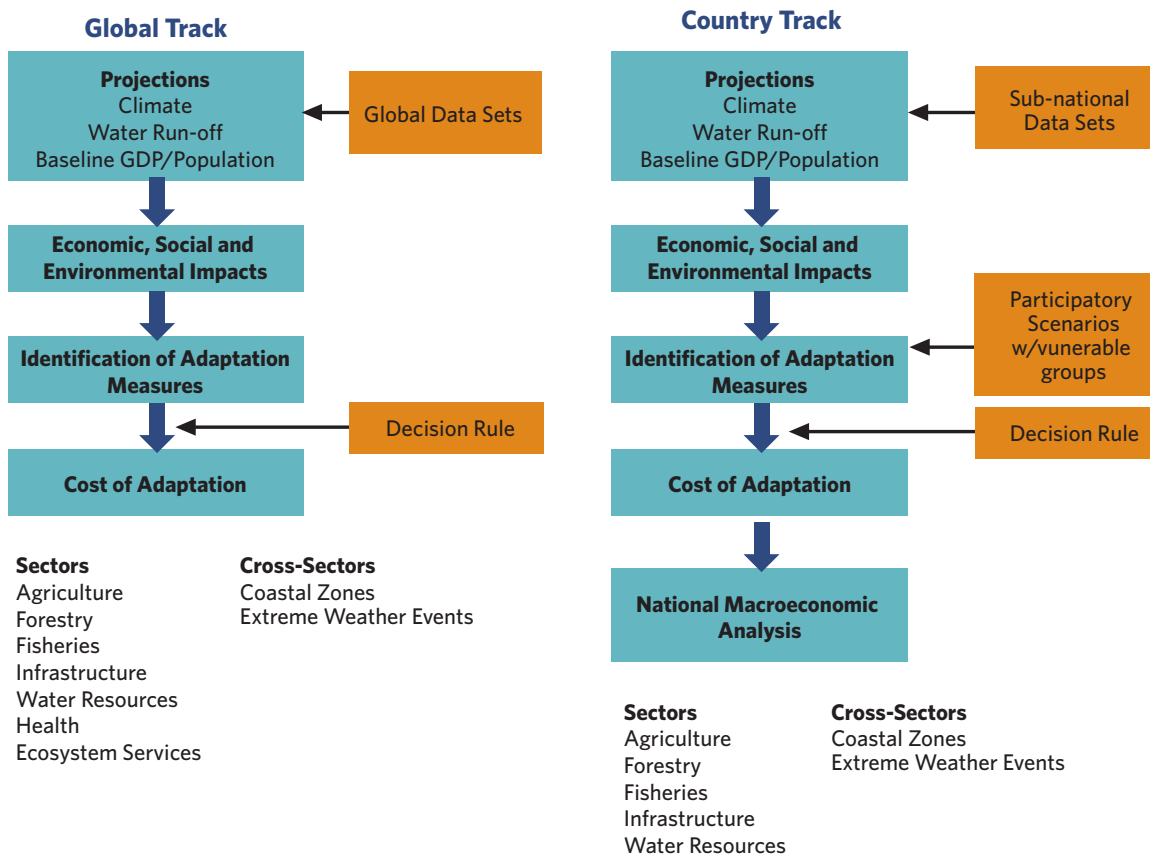 Global Track
Projections
Climate
Water Run-off
Baseline GDP/Population
Global Data Sets
Economic, Social and
Environmental Impacts
Identification of Adaptation
Measures
Decision Rule
Cost of Adaptation
Sectors
Agriculture
Forestry
Fisheries
Infrastructure
Water Resources
Health
Ecosystem Services
Cross-Sectors
Coastal Zones
Extreme Weather Events
Country Track
Projections
Climate
Water Run-off
Baseline GDP/Population
Sub-national
Data Sets
Economic, Social and
Environmental Impacts
Identification of Adaptation
Measures
Participatory
Scenarios
w/vunerable
groups
Decision Rule
Cost of Adaptation
National Macroeconomic
Analysis
Sectors
Agriculture
Forestry
Fisheries
Infrastructure
Water Resources
Cross-Sectors
Coastal Zones
Extreme Weather Events